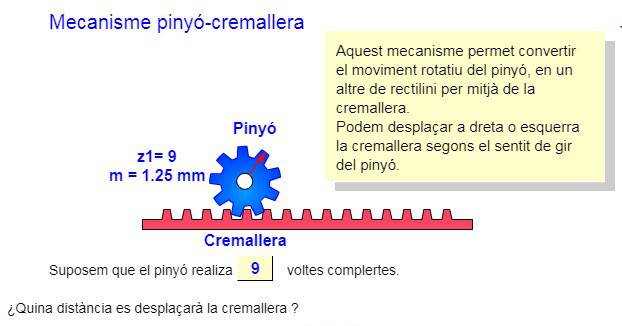 Mecanisme pinyó-cremallera
Aquest mecanisme permet convertir
el moviment rotatiu del pinyó, en un
altre de rectilini per mitjà de la
cremallera.
Podem desplaçar a dreta o esquerra
la cremallera segons el sentit de gir
del pinyó.
Pinyó
z1= 9
m = 1.25 mm
Cremallera
Suposem que el pinyó realiza 9 voltes complertes.
¿Quina distància es desplaçarà la cremallera ?